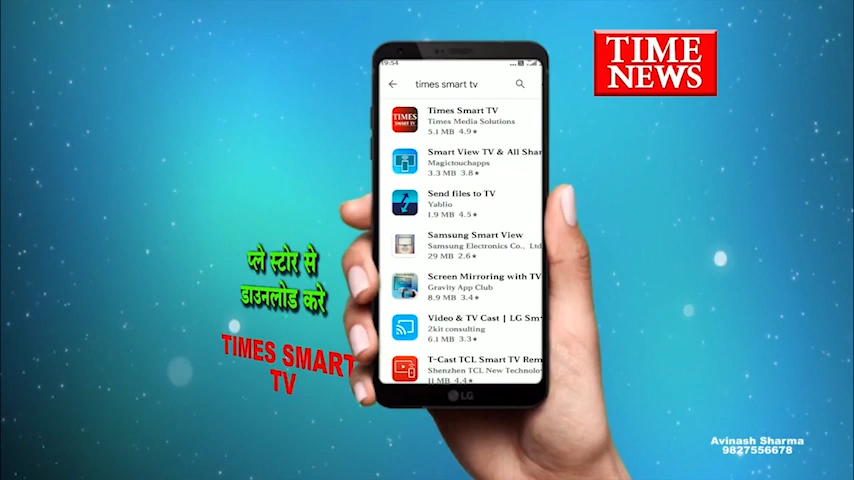 TIME
NEWS
19:54
times smart tv
Times Smart TV
Times Media Solutions
5.1 MB 4.9★
Smart View TV & All Shar
Magictouchapps
3.3 MB 3.8★
Send files to TV
Yablio
1.9 MB 4.5★
Samsung Smart View
Samsung Electronics Co., Ltd
29 MB 2.6★
Screen Mirroring with TV
Gravity App Club
8.9 MB 3.4★
Video & TV Cast | LG Sm
2kit consulting
6.1 MB 3.3★
T-Cast TCL Smart TV Rem
Shenzhen TCL New Technolo
11 MB 4.4★
LG
TIMES
SMART TV
प्ले स्टोर से
डाउनलोड करे
TIMES SMART
TV
Avinash Sharma
9827556678